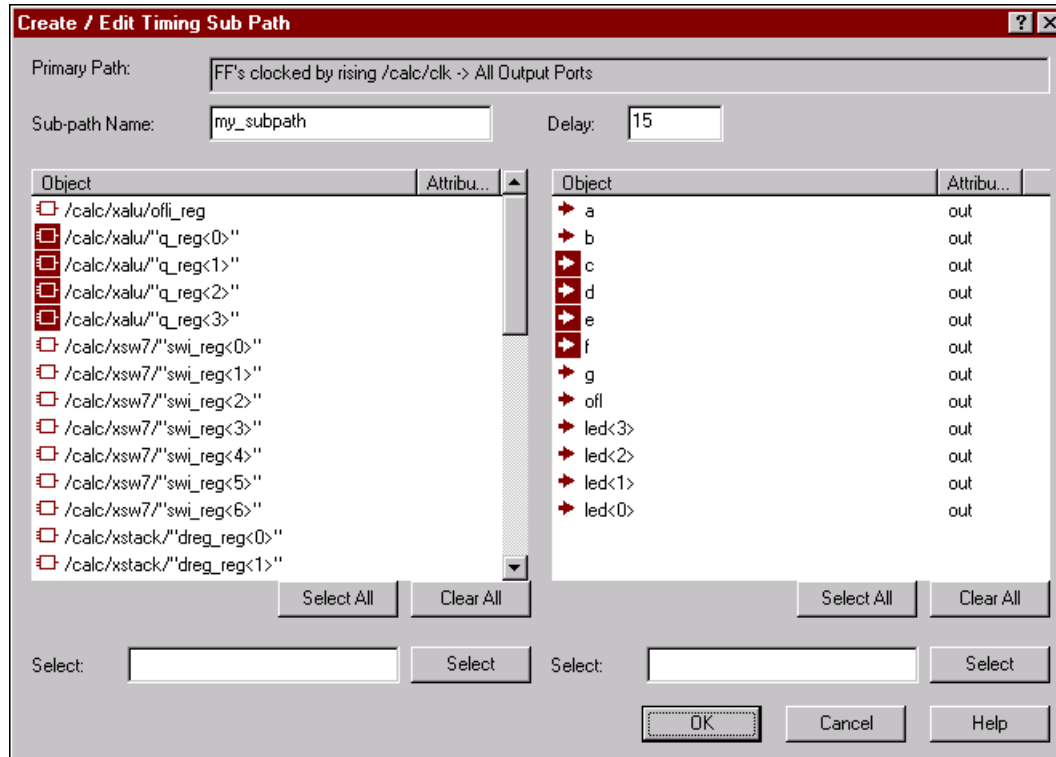 Create / Edit Timing Sub Path
Primary Path: FF's clocked by rising /calc/clk -> All Output Ports
Sub-path Name: my_subpath Delay: 15
Object Attribu... Object Attribu...
/calc/xalu/ofli_reg a out
/calc/xalu/"q_reg<0>" b out
/calc/xalu/"q_reg<1>" c out
/calc/xalu/"q_reg<2>" d out
/calc/xalu/"q_reg<3>" e out
/calc/xsw7/"swi_reg<0>" f out
/calc/xsw7/"swi_reg<1>" g out
/calc/xsw7/"swi_reg<2>" ofl out
/calc/xsw7/"swi_reg<3>" led<3> out
/calc/xsw7/"swi_reg<4>" led<2> out
/calc/xsw7/"swi_reg<5>" led<1> out
/calc/xsw7/"swi_reg<6>" led<0> out
/calc/xstack/"dreg_reg<0>"
/calc/xstack/"dreg_reg<1>"
Select All Clear All Select All Clear All
Select: Select Select: Select
OK Cancel Help